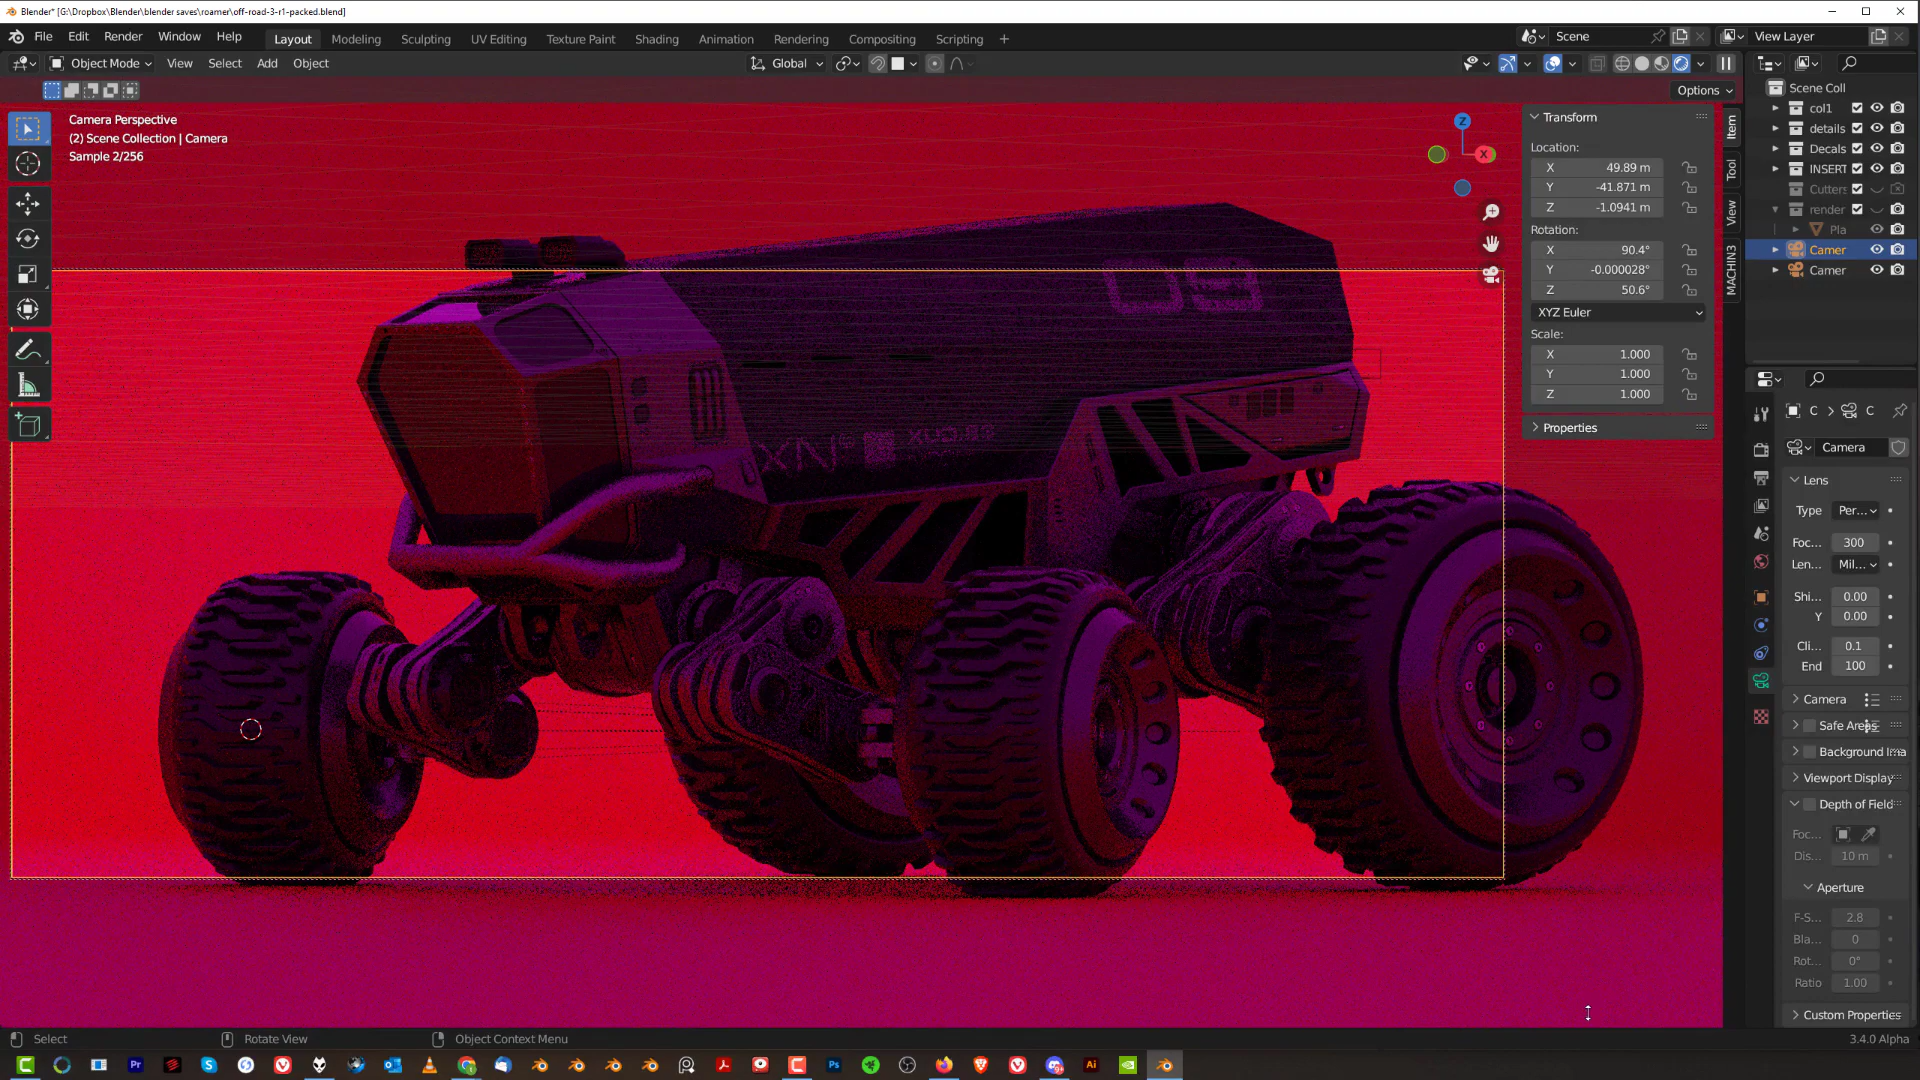 Blender* [G:\Dropbox\Blender\blender saves\roamer\off-road-3-r1-packed.blend]
File Edit Render Window Help Layout Modeling Sculpting UV Editing Texture Paint Shading Animation Rendering Compositing Scripting + Scene View Layer
Object Mode View Select Add Object Global
Options
Camera Perspective
(2) Scene Collection | Camera
Sample 2/256
Z
X
Transform
Location:
X 49.89 m
Y -41.871 m
Z -1.0941 m
Rotation:
X 90.4°
Y -0.000028°
Z 50.6°
XYZ Euler
Scale:
X 1.000
Y 1.000
Z 1.000
Properties
Item
Tool
View
MACHIN3
Scene Coll
col1
details
Decals
INSERT
Cutters
render
Pla
Camer
Camer
C > C
Camera
Lens
Type Per...
Foc... 300
Len... Mil...
Shi... 0.00
Y 0.00
Cli... 0.1
End 100
Camera
Safe Areas
Background Ima
Viewport Display
Depth of Field
Foc...
Dis... 10 m
Aperture
F-S... 2.8
Bla... 0
Rot... 0°
Ratio 1.00
Custom Properties
09
XN
Select Rotate View Object Context Menu 3.4.0 Alpha
Pr
S
Ps
Ai